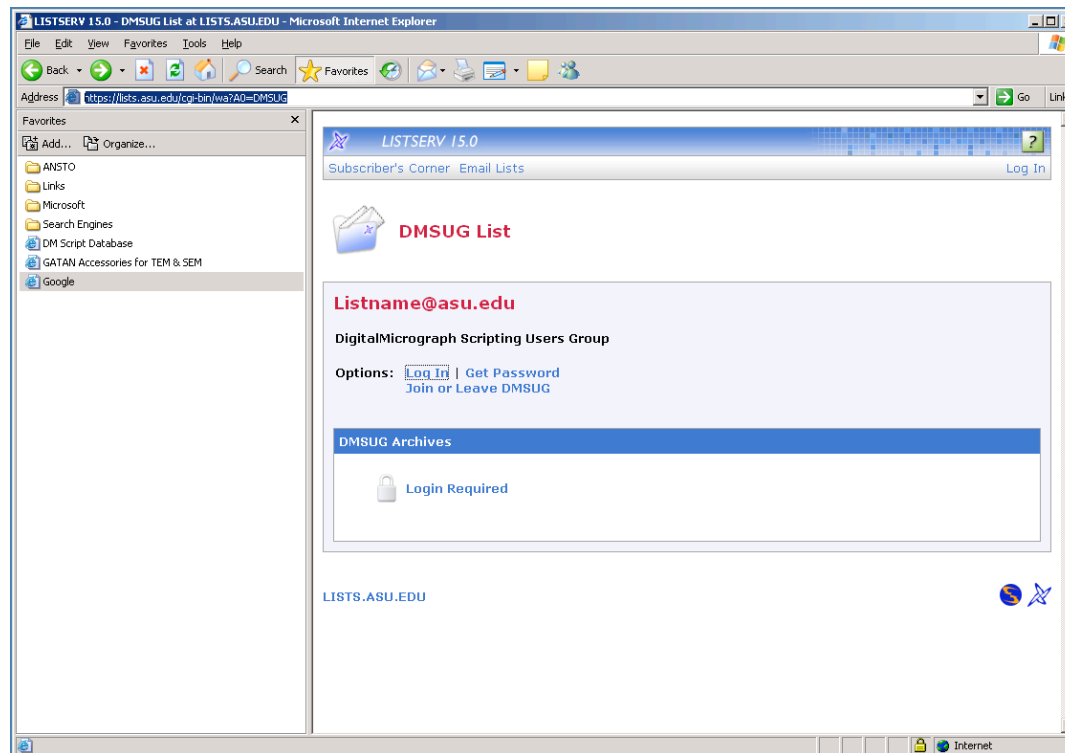 LISTSERV 15.0 - DMSUG List at LISTS.ASU.EDU - Microsoft Internet Explorer
File Edit View Favorites Tools Help
Back Search Favorites
Address https://lists.asu.edu/cgi-bin/wa?A0=DMSUG Go Link
Favorites x
Add... Organize...
ANSTO
Links
Microsoft
Search Engines
DM Script Database
GATAN Accessories for TEM & SEM
Google
LISTSERV 15.0 ?
Subscriber's Corner Email Lists Log In
DMSUG List
Listname@asu.edu
DigitalMicrograph Scripting Users Group
Options: Log In | Get Password
Join or Leave DMSUG
DMSUG Archives
Login Required
LISTS.ASU.EDU
Internet